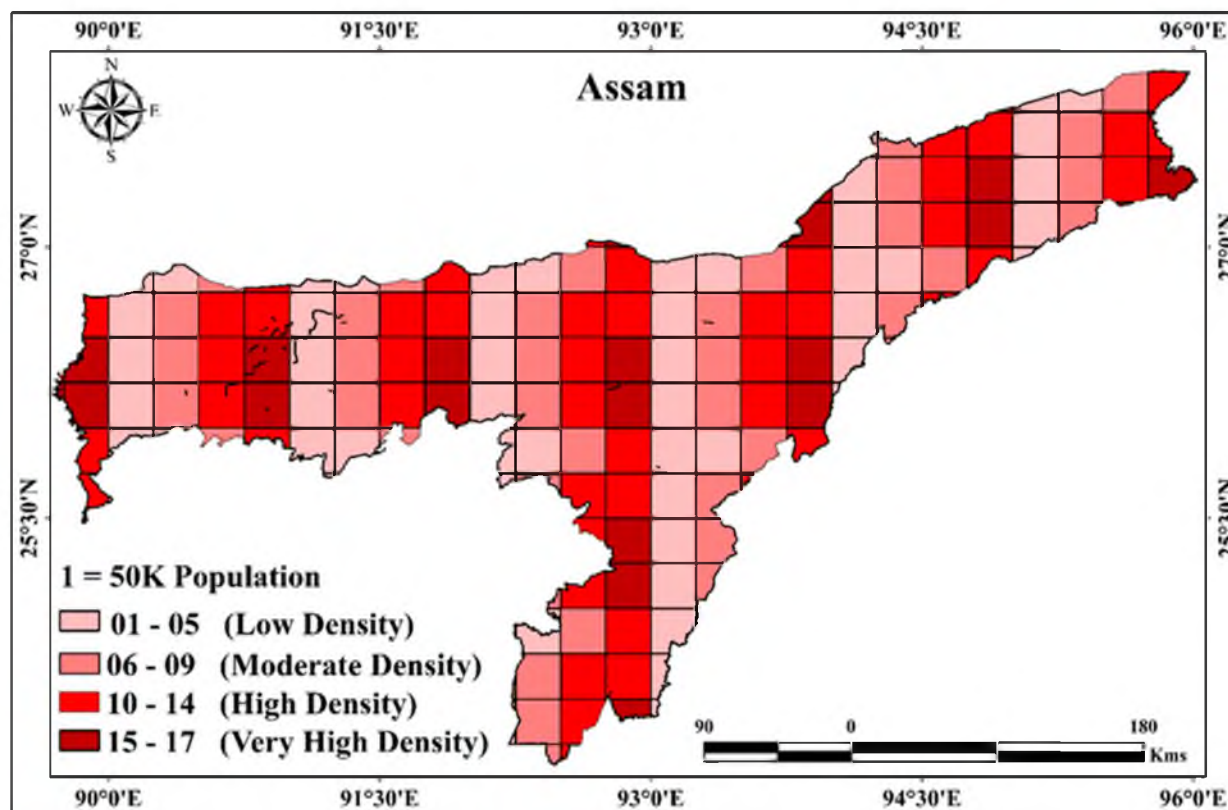 90°0'E 91°30'E 93°0'E 94°30'E 96°0'E
N
W E
S
Assam
27°0'N 27°0'N
25°30'N 25°30'N
1 = 50K Population
01 - 05 (Low Density)
06 - 09 (Moderate Density)
10 - 14 (High Density)
15 - 17 (Very High Density)
90 0 180
Kms
90°0'E 91°30'E 93°0'E 94°30'E 96°0'E